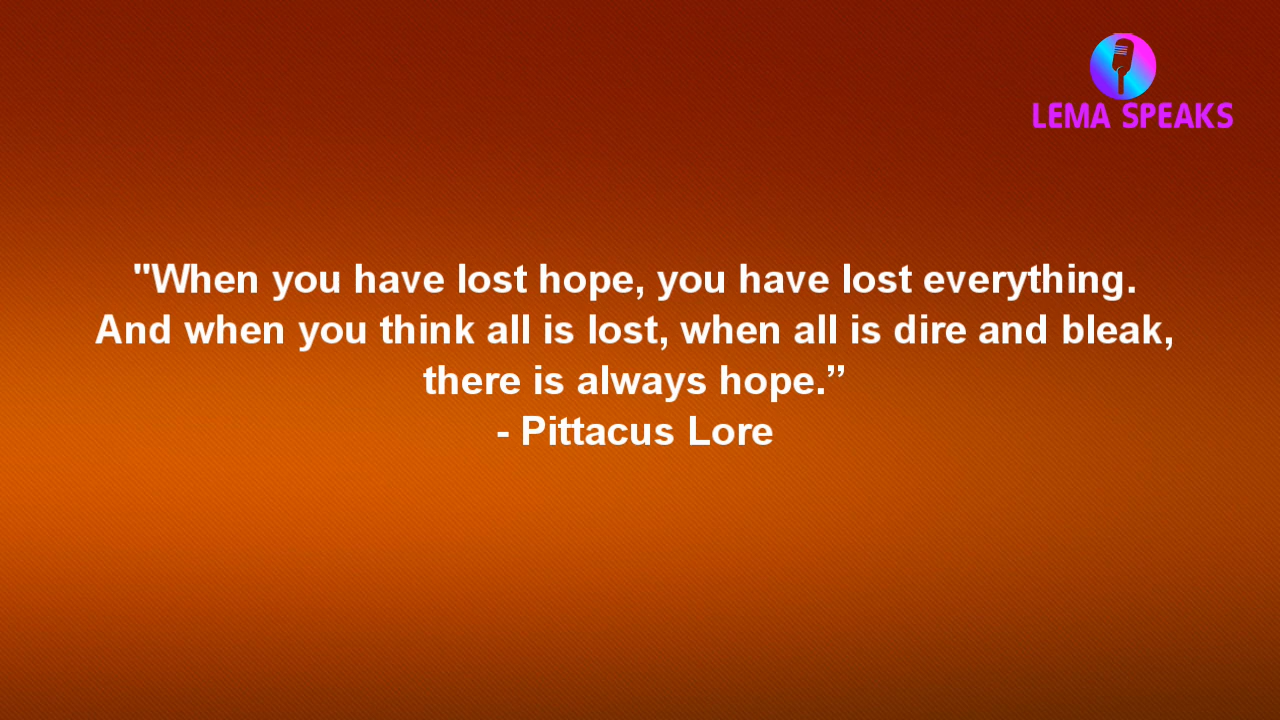 LEMA SPEAKS
"When you have lost hope, you have lost everything.
And when you think all is lost, when all is dire and bleak,
there is always hope.”
- Pittacus Lore